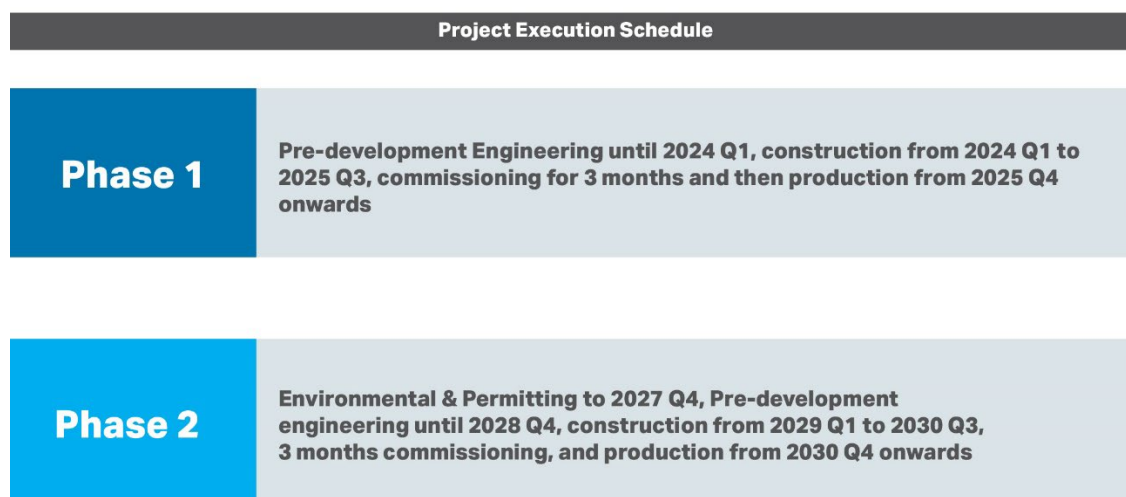 Project Execution Schedule
Phase 1
Pre-development Engineering until 2024 Q1, construction from 2024 Q1 to
2025 Q3, commissioning for 3 months and then production from 2025 Q4
onwards
Phase 2
Environmental & Permitting to 2027 Q4, Pre-development
engineering until 2028 Q4, construction from 2029 Q1 to 2030 Q3,
3 months commissioning, and production from 2030 Q4 onwards